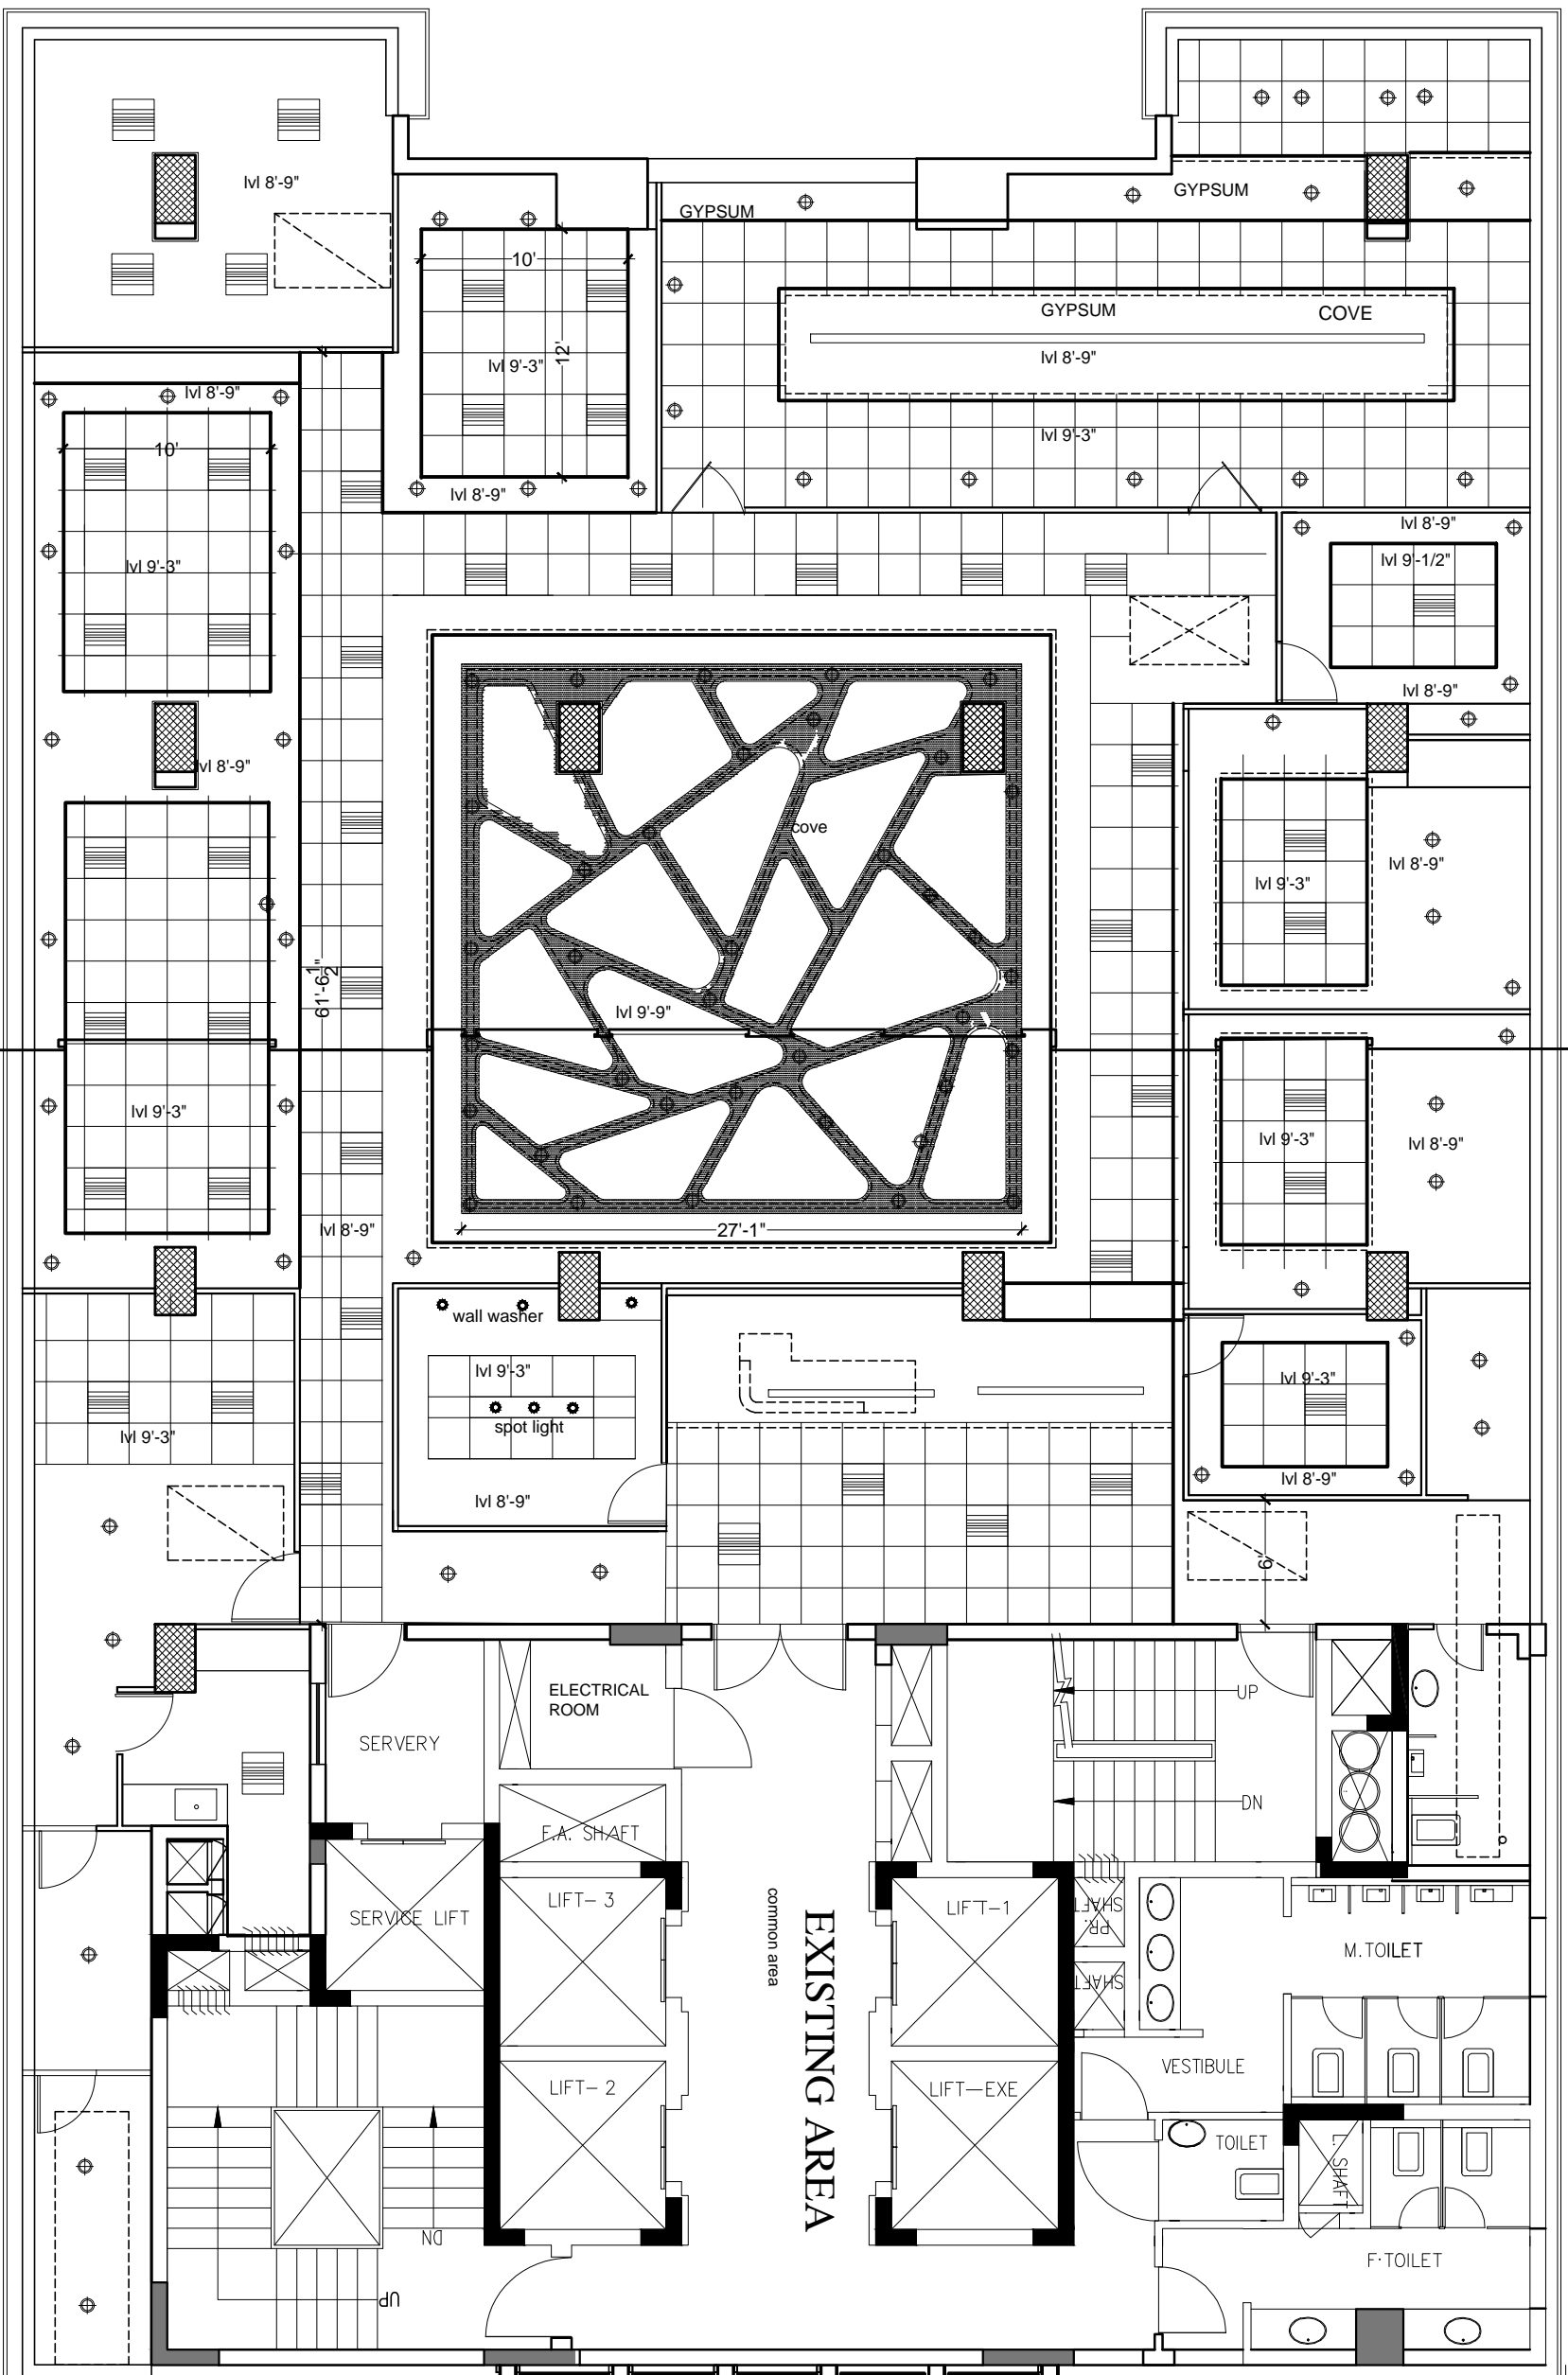 lvl 8'-9"
GYPSUM
GYPSUM
10'
12'
lvl 9'-3"
GYPSUM
COVE
lvl 8'-9"
lvl 9'-3"
lvl 8'-9"
10'
lvl 9'-3"
lvl 8'-9"
lvl 8'-9"
lvl 9'-1/2"
lvl 8'-9"
lvl 8'-9"
cove
lvl 9'-3"
lvl 8'-9"
61'-6 1/2"
lvl 9'-9"
lvl 9'-3"
lvl 9'-3"
lvl 8'-9"
lvl 8'-9"
27'-1"
wall washer
lvl 9'-3"
spot light
lvl 8'-9"
lvl 9'-3"
lvl 9'-3"
lvl 8'-9"
6'
ELECTRICAL
ROOM
SERVERY
UP
DN
F.A. SHAFT
LIFT- 3
SERVICE LIFT
common area
EXISTING AREA
LIFT-1
PR.
SHAFT
SHAFT
M.TOILET
LIFT- 2
LIFT-EXE
VESTIBULE
TOILET
L. SHAFT
DN
UP
F.TOILET